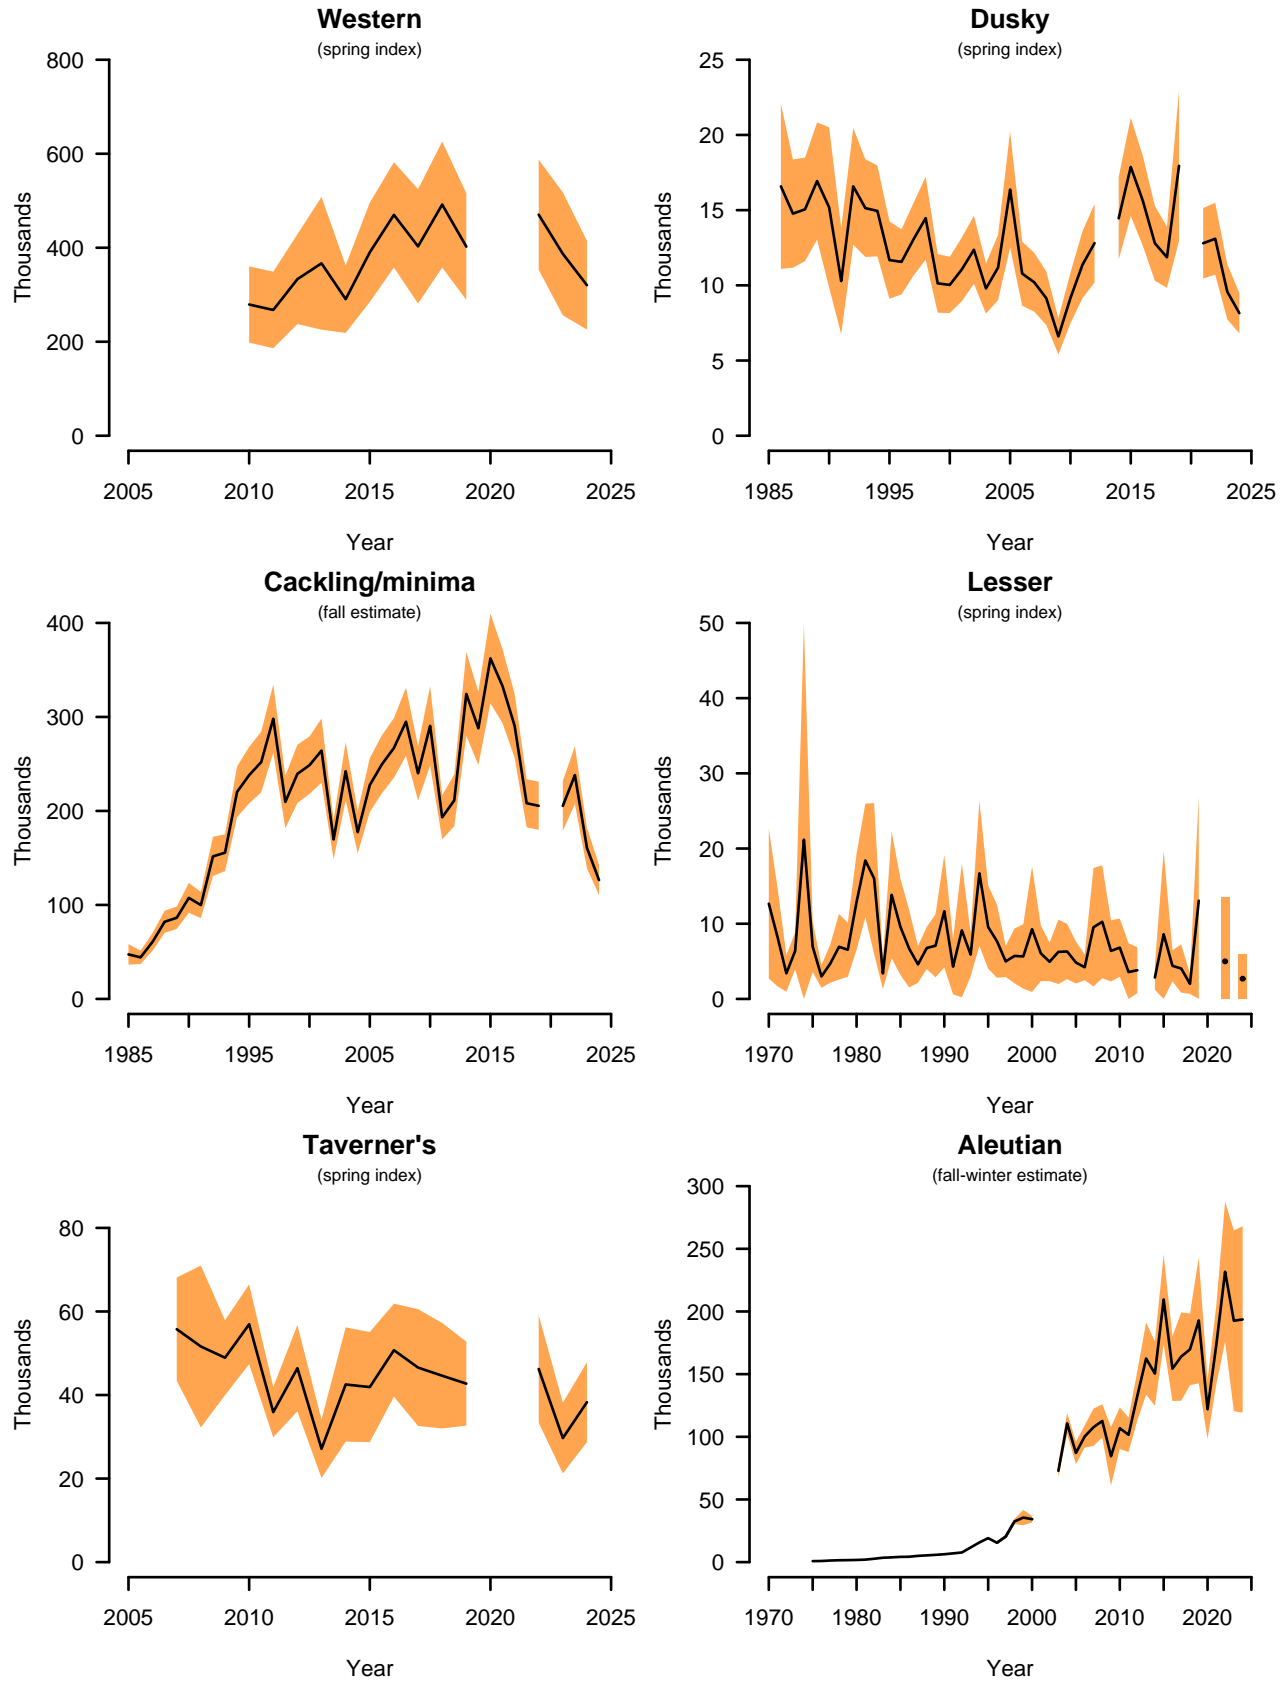 Western
(spring index)
800
600
400
200
0
Thousands
2005 2010 2015 2020 2025
Year
Dusky
(spring index)
25
20
15
10
5
0
Thousands
1985 1995 2005 2015 2025
Year
Cackling/minima
(fall estimate)
400
300
200
100
0
Thousands
1985 1995 2005 2015 2025
Year
Lesser
(spring index)
50
40
30
20
10
0
Thousands
1970 1980 1990 2000 2010 2020
Year
Taverner's
(spring index)
80
60
40
20
0
Thousands
2005 2010 2015 2020 2025
Year
Aleutian
(fall-winter estimate)
300
250
200
150
100
50
0
Thousands
1970 1980 1990 2000 2010 2020
Year